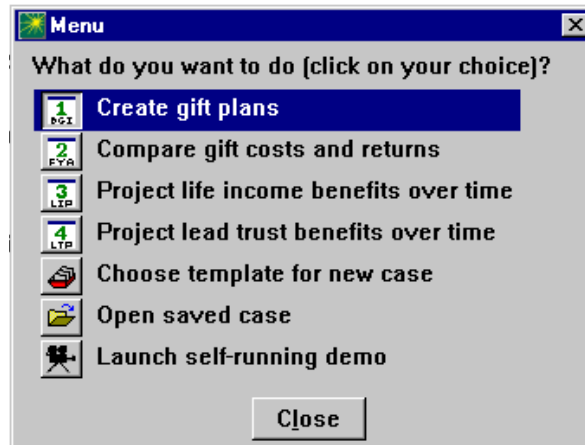 Menu
What do you want to do (click on your choice)?
1 DGI Create gift plans
2 FYA Compare gift costs and returns
3 LIP Project life income benefits over time
4 LTP Project lead trust benefits over time
Choose template for new case
Open saved case
Launch self-running demo
Close